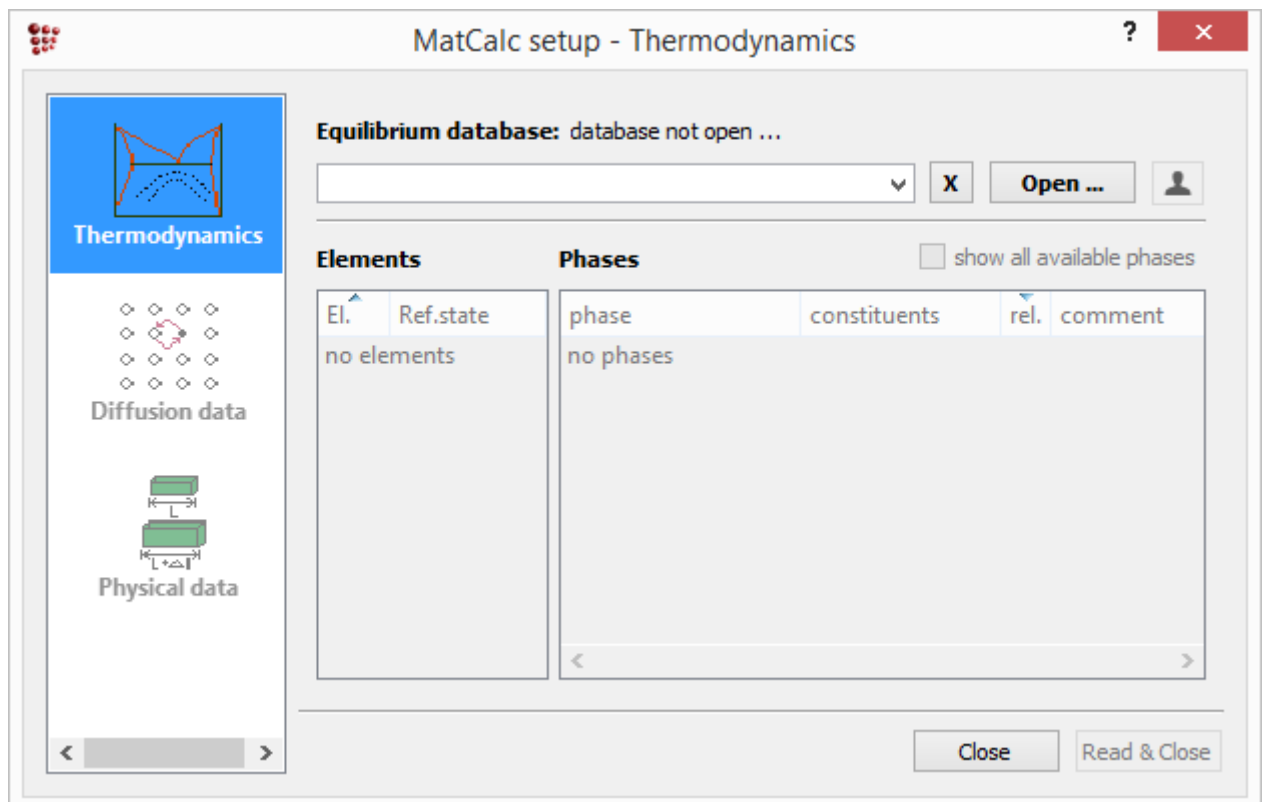 MatCalc setup - Thermodynamics
?
×
Thermodynamics
Diffusion data
L
L+△l
Physical data
Equilibrium database: database not open ...
X
Open ...
Elements
Phases
show all available phases
El. Ref.state
no elements
phase constituents rel. comment
no phases
Close
Read & Close